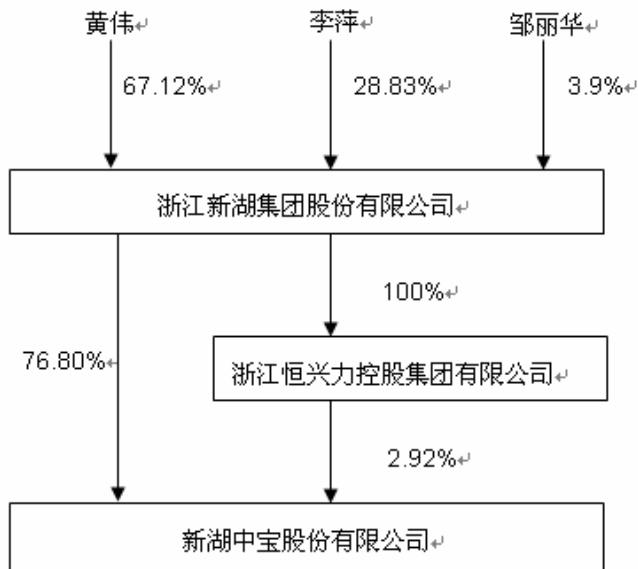 黄伟 李萍 邹丽华
67.12% 28.83% 3.9%
浙江新湖集团股份有限公司
100%
76.80%
浙江恒兴力控股集团有限公司
2.92%
新湖中宝股份有限公司